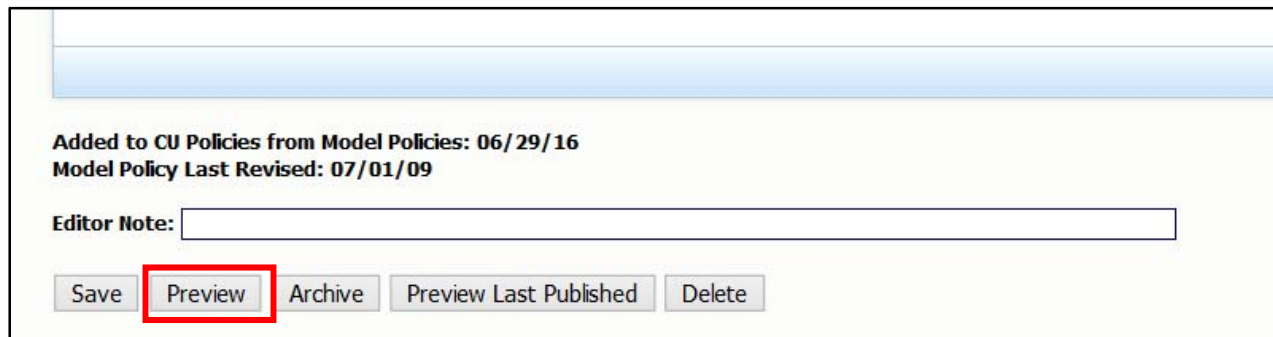 Added to CU Policies from Model Policies: 06/29/16
Model Policy Last Revised: 07/01/09
Editor Note:
Save Preview Archive Preview Last Published Delete